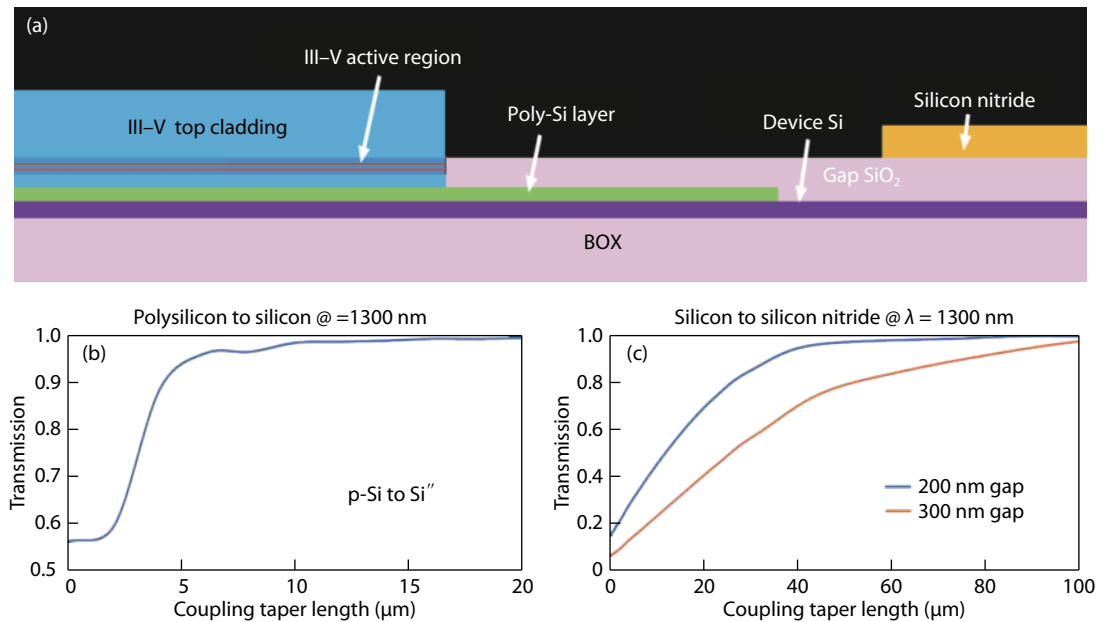 (a)
III–V active region
III–V top cladding
Poly-Si layer
Device Si
Silicon nitride
Gap SiO₂
BOX
Polysilicon to silicon @ =1300 nm
(b)
1.0
0.9
0.8
0.7
0.6
0.5
Transmission
p-Si to Si″
0 5 10 15 20
Coupling taper length (μm)
Silicon to silicon nitride @ λ = 1300 nm
(c)
1.0
0.8
0.6
0.4
0.2
0
Transmission
200 nm gap
300 nm gap
0 20 40 60 80 100
Coupling taper length (μm)